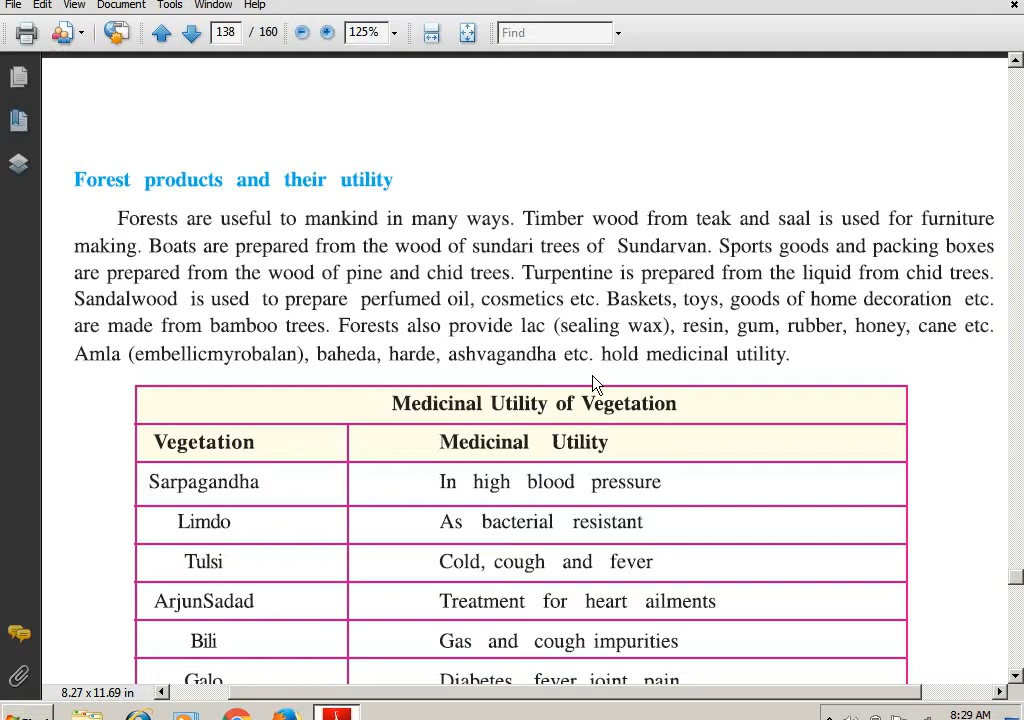 File Edit View Document Tools Window Help
138 / 160 125% Find
Forest products and their utility
Forests are useful to mankind in many ways. Timber wood from teak and saal is used for furniture
making. Boats are prepared from the wood of sundari trees of Sundarvan. Sports goods and packing boxes
are prepared from the wood of pine and chid trees. Turpentine is prepared from the liquid from chid trees.
Sandalwood is used to prepare perfumed oil, cosmetics etc. Baskets, toys, goods of home decoration etc.
are made from bamboo trees. Forests also provide lac (sealing wax), resin, gum, rubber, honey, cane etc.
Amla (embellicmyrobalan), baheda, harde, ashvagandha etc. hold medicinal utility.
Medicinal Utility of Vegetation
Vegetation Medicinal Utility
Sarpagandha In high blood pressure
Limdo As bacterial resistant
Tulsi Cold, cough and fever
ArjunSadad Treatment for heart ailments
Bili Gas and cough impurities
Galo Diabetes, fever joint pain
8.27 x 11.69 in
8:29 AM